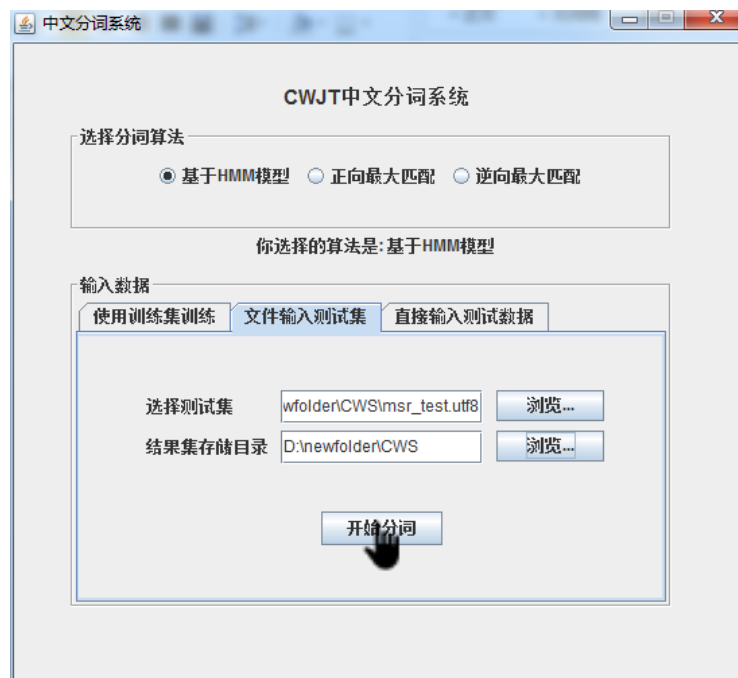 中文分词系统
CWJT中文分词系统
选择分词算法
基于HMM模型 正向最大匹配 逆向最大匹配
你选择的算法是:基于HMM模型
输入数据
使用训练集训练 文件输入测试集 直接输入测试数据
选择测试集 wfolder\CWS\msr_test.utf8 浏览...
结果集存储目录 D:\newfolder\CWS 浏览...
开始分词